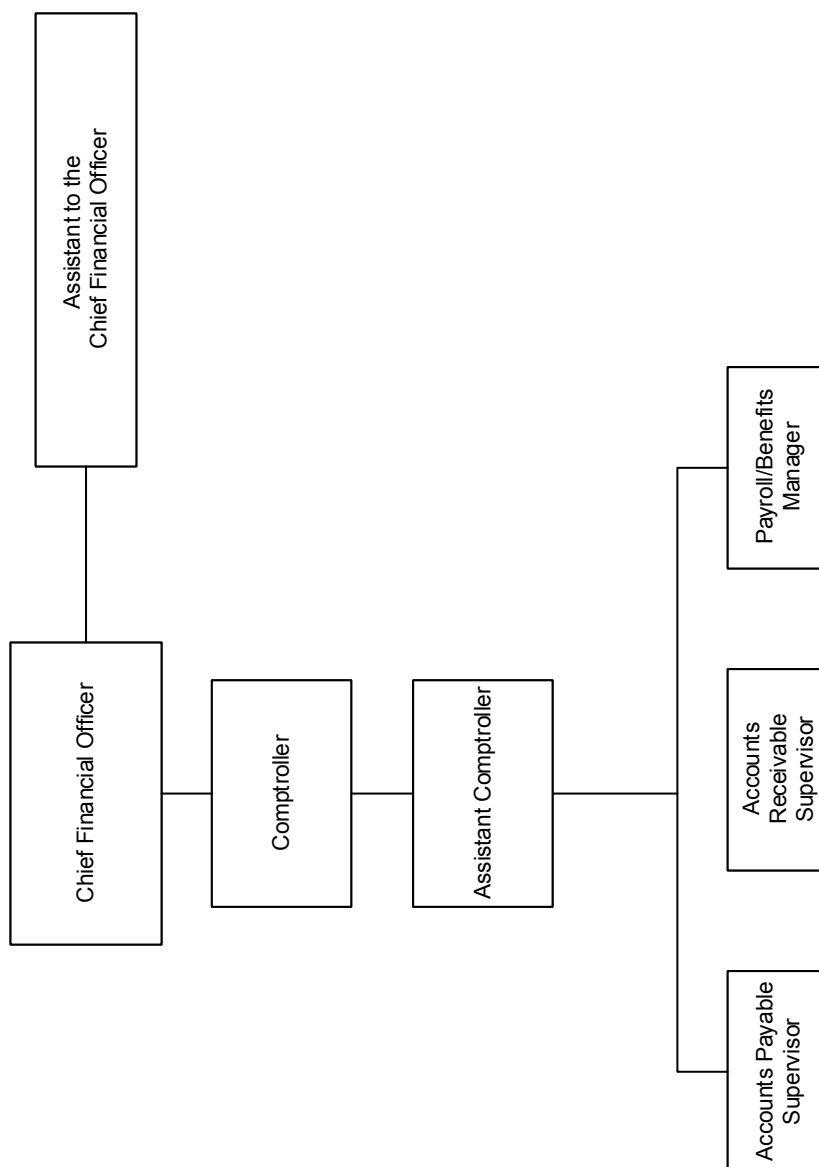 Chief Financial Officer
Assistant to the
Chief Financial Officer
Comptroller
Assistant Comptroller
Accounts Payable
Supervisor
Accounts
Receivable
Supervisor
Payroll/Benefits
Manager